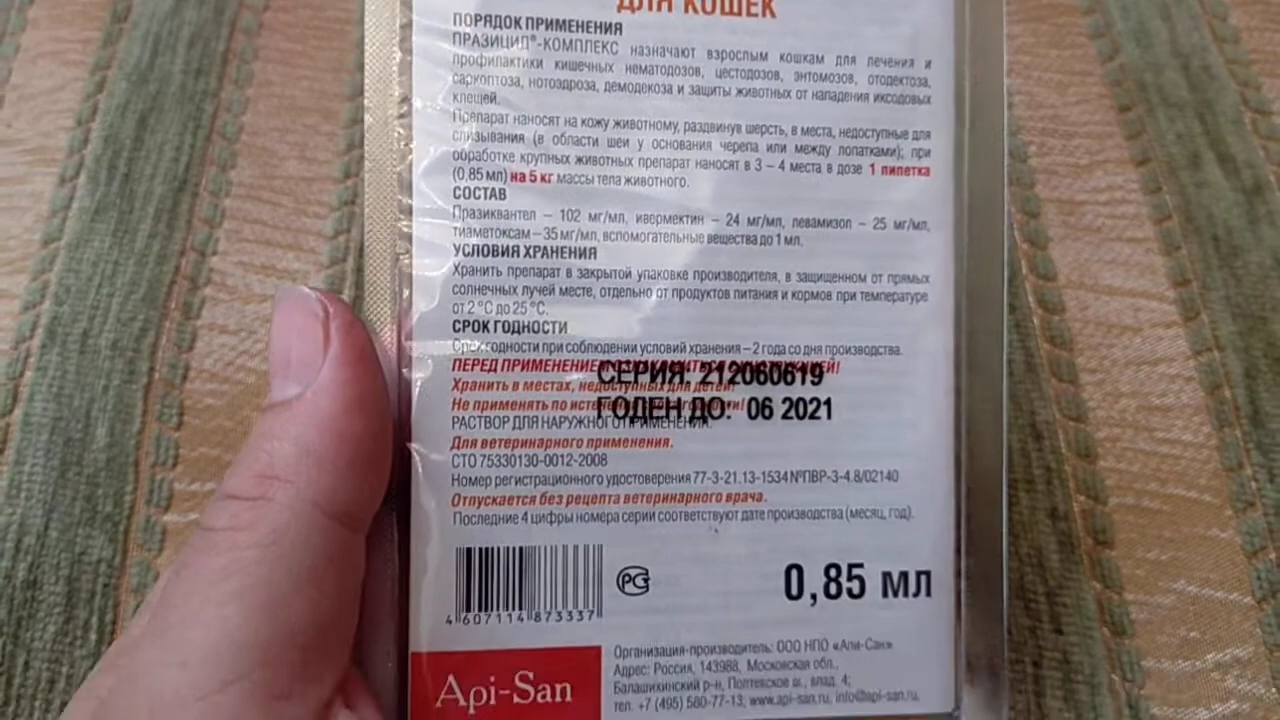 ДЛЯ КОШЕК
ПОРЯДОК ПРИМЕНЕНИЯ
ПРАЗИЦИД®-КОМПЛЕКС назначают взрослым кошкам для лечения и
профилактики кишечных нематодозов, цестодозов, энтомозов, отодектоза,
саркоптоза, нотоэдроза, демодекоза и защиты животных от нападения иксодовых
клещей.
Препарат наносят на кожу животному, раздвинув шерсть, в места, недоступные для
слизывания (в области шеи у основания черепа или между лопатками); при
обработке крупных животных препарат наносят в 3 – 4 места в дозе 1 пипетка
(0,85 мл) на 5 кг массы тела животного.
СОСТАВ
Празиквантел – 102 мг/мл, ивермектин – 24 мг/мл, левамизол – 25 мг/мл,
тиаметоксам – 35 мг/мл, вспомогательные вещества до 1 мл.
УСЛОВИЯ ХРАНЕНИЯ
Хранить препарат в закрытой упаковке производителя, в защищенном от прямых
солнечных лучей месте, отдельно от продуктов питания и кормов при температуре
от 2 °С до 25 °С.
СРОК ГОДНОСТИ
Срок годности при соблюдении условий хранения – 2 года со дня производства.
ПЕРЕД ПРИМЕНЕНИЕМ ОЗНАКОМИТЬСЯ С ИНСТРУКЦИЕЙ!
СЕРИЯ: 212060619
Хранить в местах, недоступных для детей!
Не применять по истечении срока годности!
ГОДЕН ДО: 06 2021
РАСТВОР ДЛЯ НАРУЖНОГО ПРИМЕНЕНИЯ.
Для ветеринарного применения.
СТО 75330130-0012-2008
Номер регистрационного удостоверения 77-3-21.13-1534№ПВР-3-4.8/02140
Отпускается без рецепта ветеринарного врача.
Последние 4 цифры номера серии соответствуют дате производства (месяц, год).
4 607114 873337
РС
0,85 мл
Api-San
Организация-производитель: ООО НПО «Апи-Сан»
Адрес: Россия, 143988, Московская обл.,
Балашихинский р-н, Полтевское ш., влад. 4;
тел. +7 (495) 580-77-13, www.api-san.ru, info@api-san.ru.